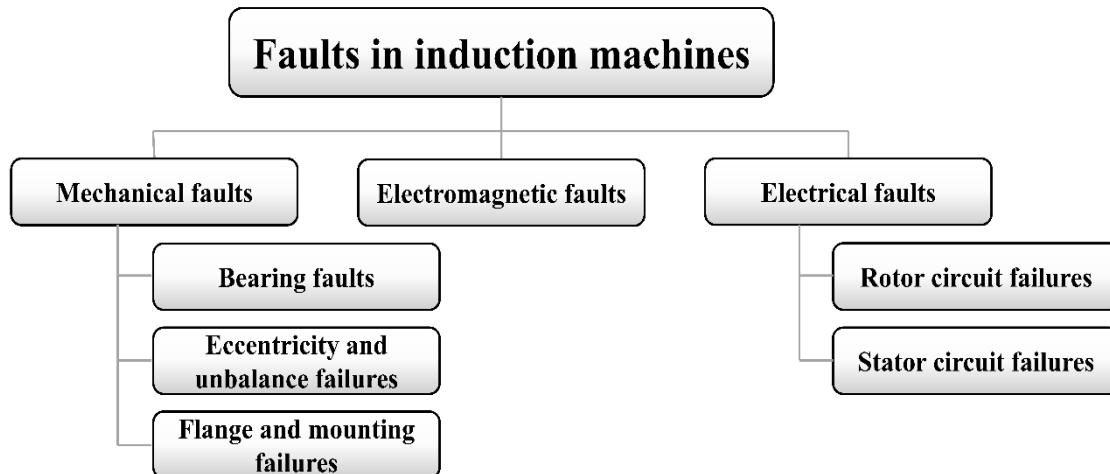 Faults in induction machines
Mechanical faults
Electromagnetic faults
Electrical faults
Bearing faults
Eccentricity and
unbalance failures
Flange and mounting
failures
Rotor circuit failures
Stator circuit failures